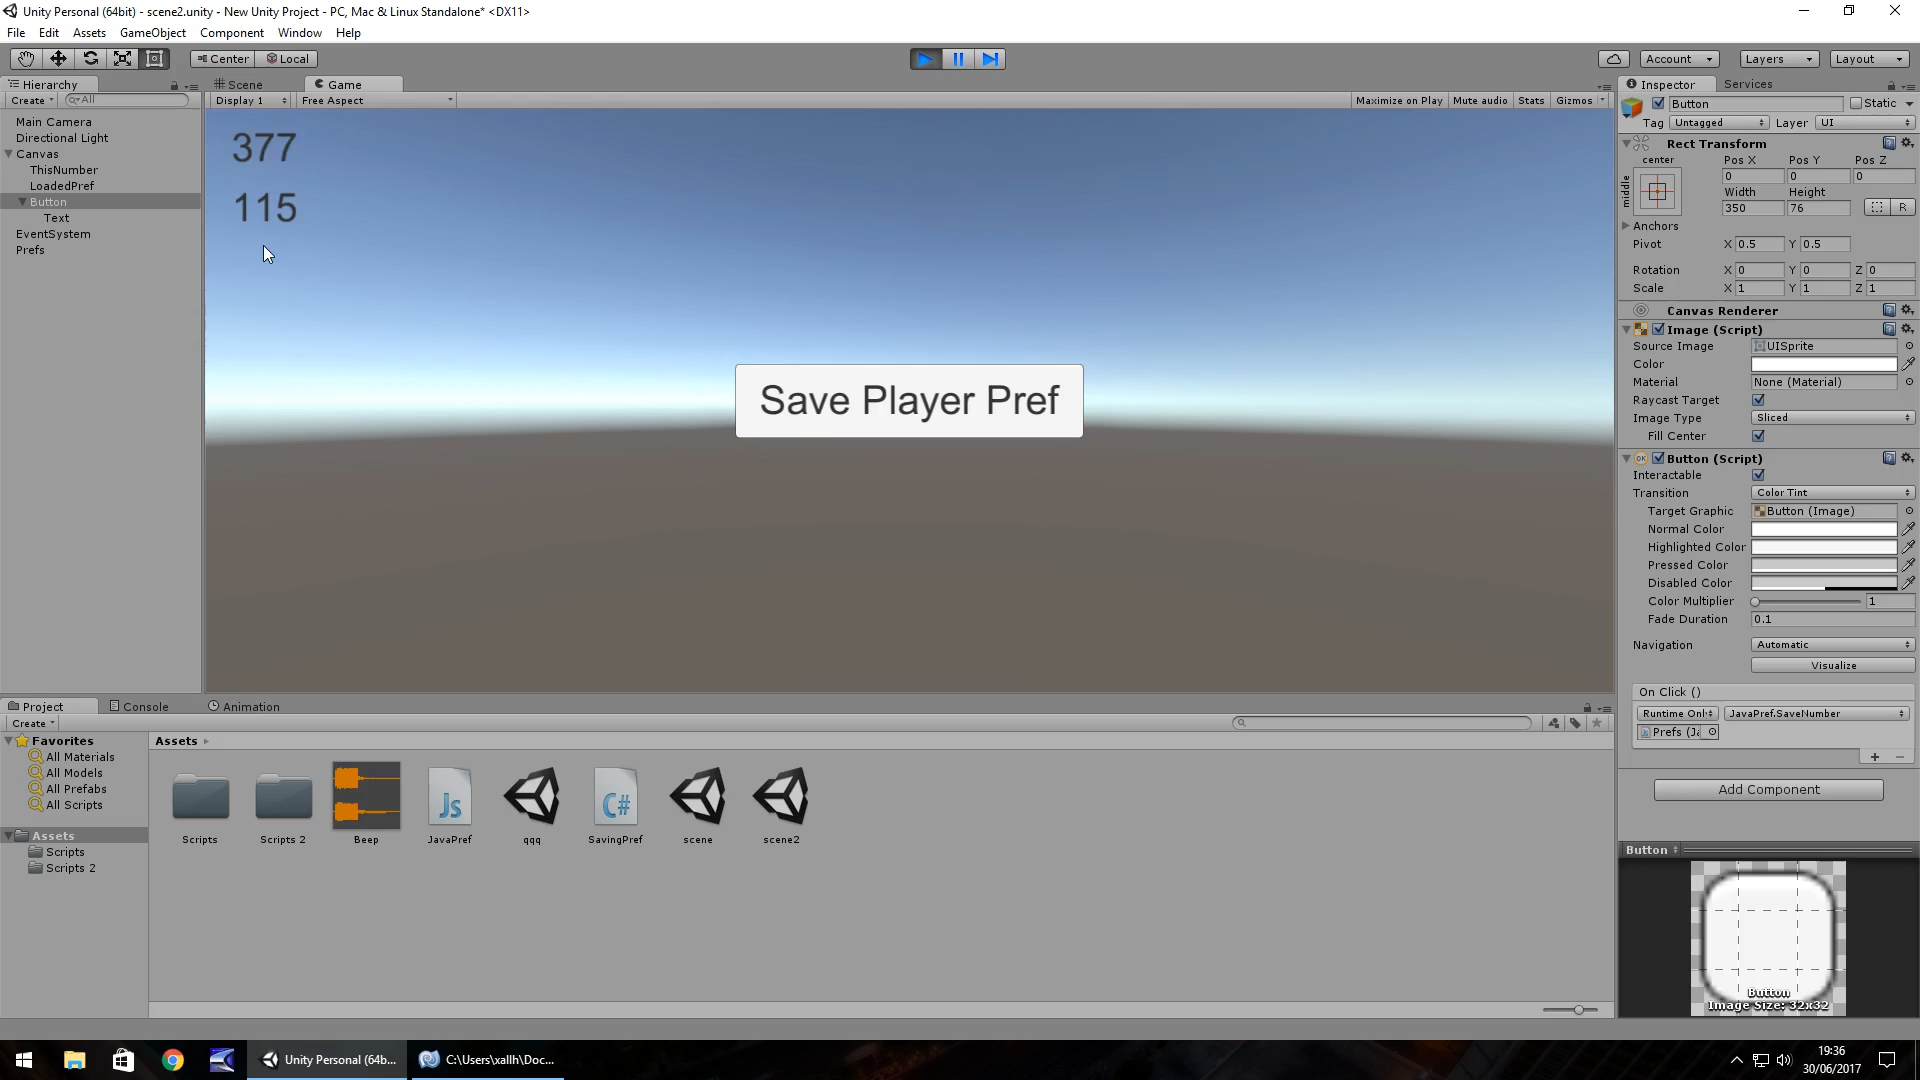 Unity Personal (64bit) - scene2.unity - New Unity Project - PC, Mac & Linux Standalone* <DX11>
File Edit Assets GameObject Component Window Help
Center Local Account Layers Layout
Hierarchy
Create All
Main Camera
Directional Light
Canvas
ThisNumber
LoadedPref
Button
Text
EventSystem
Prefs
Scene Game
Display 1 Free Aspect Maximize on Play Mute audio Stats Gizmos
377
115
Save Player Pref
Inspector Services
Button Static
Tag Untagged Layer UI
Rect Transform
center Pos X Pos Y Pos Z
middle 0 0 0
Width Height
350 76 R
Anchors
Pivot X 0.5 Y 0.5
Rotation X 0 Y 0 Z 0
Scale X 1 Y 1 Z 1
Canvas Renderer
Image (Script)
Source Image UISprite
Color
Material None (Material)
Raycast Target
Image Type Sliced
Fill Center
OK Button (Script)
Interactable
Transition Color Tint
Target Graphic Button (Image)
Normal Color
Highlighted Color
Pressed Color
Disabled Color
Color Multiplier 1
Fade Duration 0.1
Navigation Automatic
Visualize
On Click ()
Runtime Onl JavaPref.SaveNumber
Prefs (Ja
+ −
Add Component
Button
Button
Image Size: 32x32
Project Console Animation
Create
Favorites
All Materials
All Models
All Prefabs
All Scripts
Assets
Scripts
Scripts 2
Assets
Js C#
Scripts Scripts 2 Beep JavaPref qqq SavingPref scene scene2
Unity Personal (64b... C:\Users\xallh\Doc...
19:36
30/06/2017